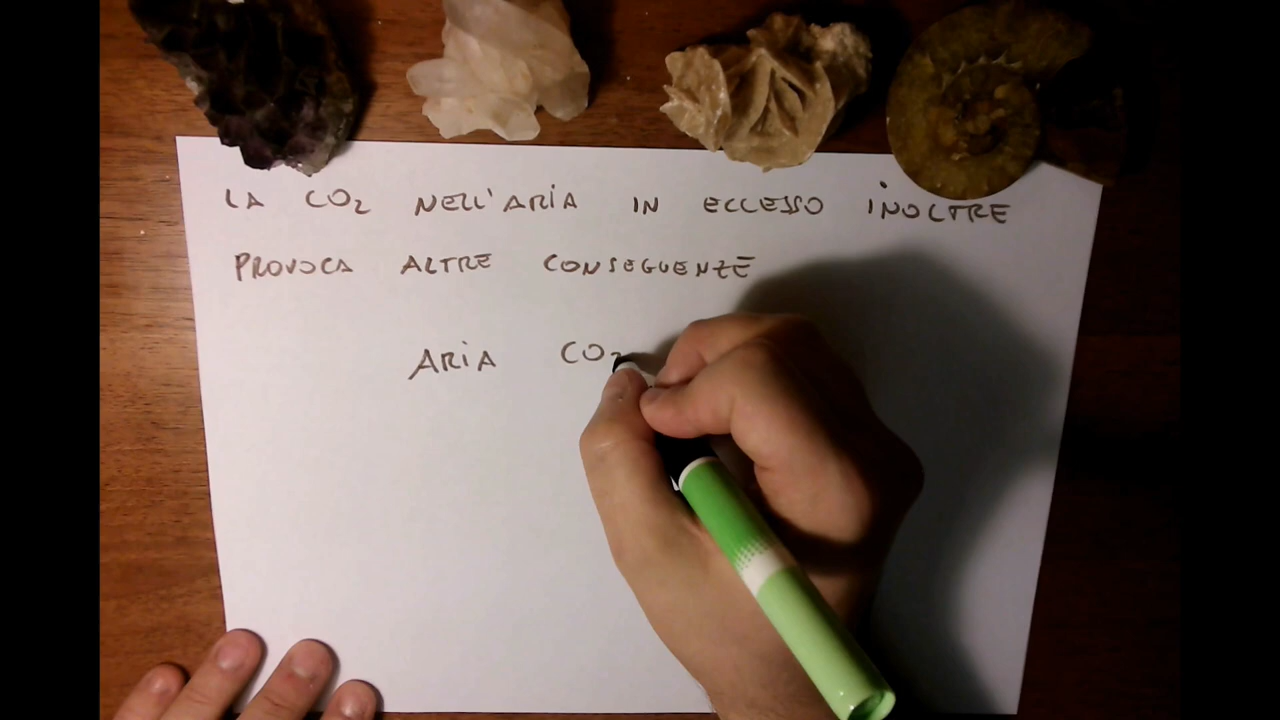 LA CO₂ NELL'ARIA IN ECCESSO INOLTRE
PROVOCA ALTRE CONSEGUENZE
ARIA CO₂